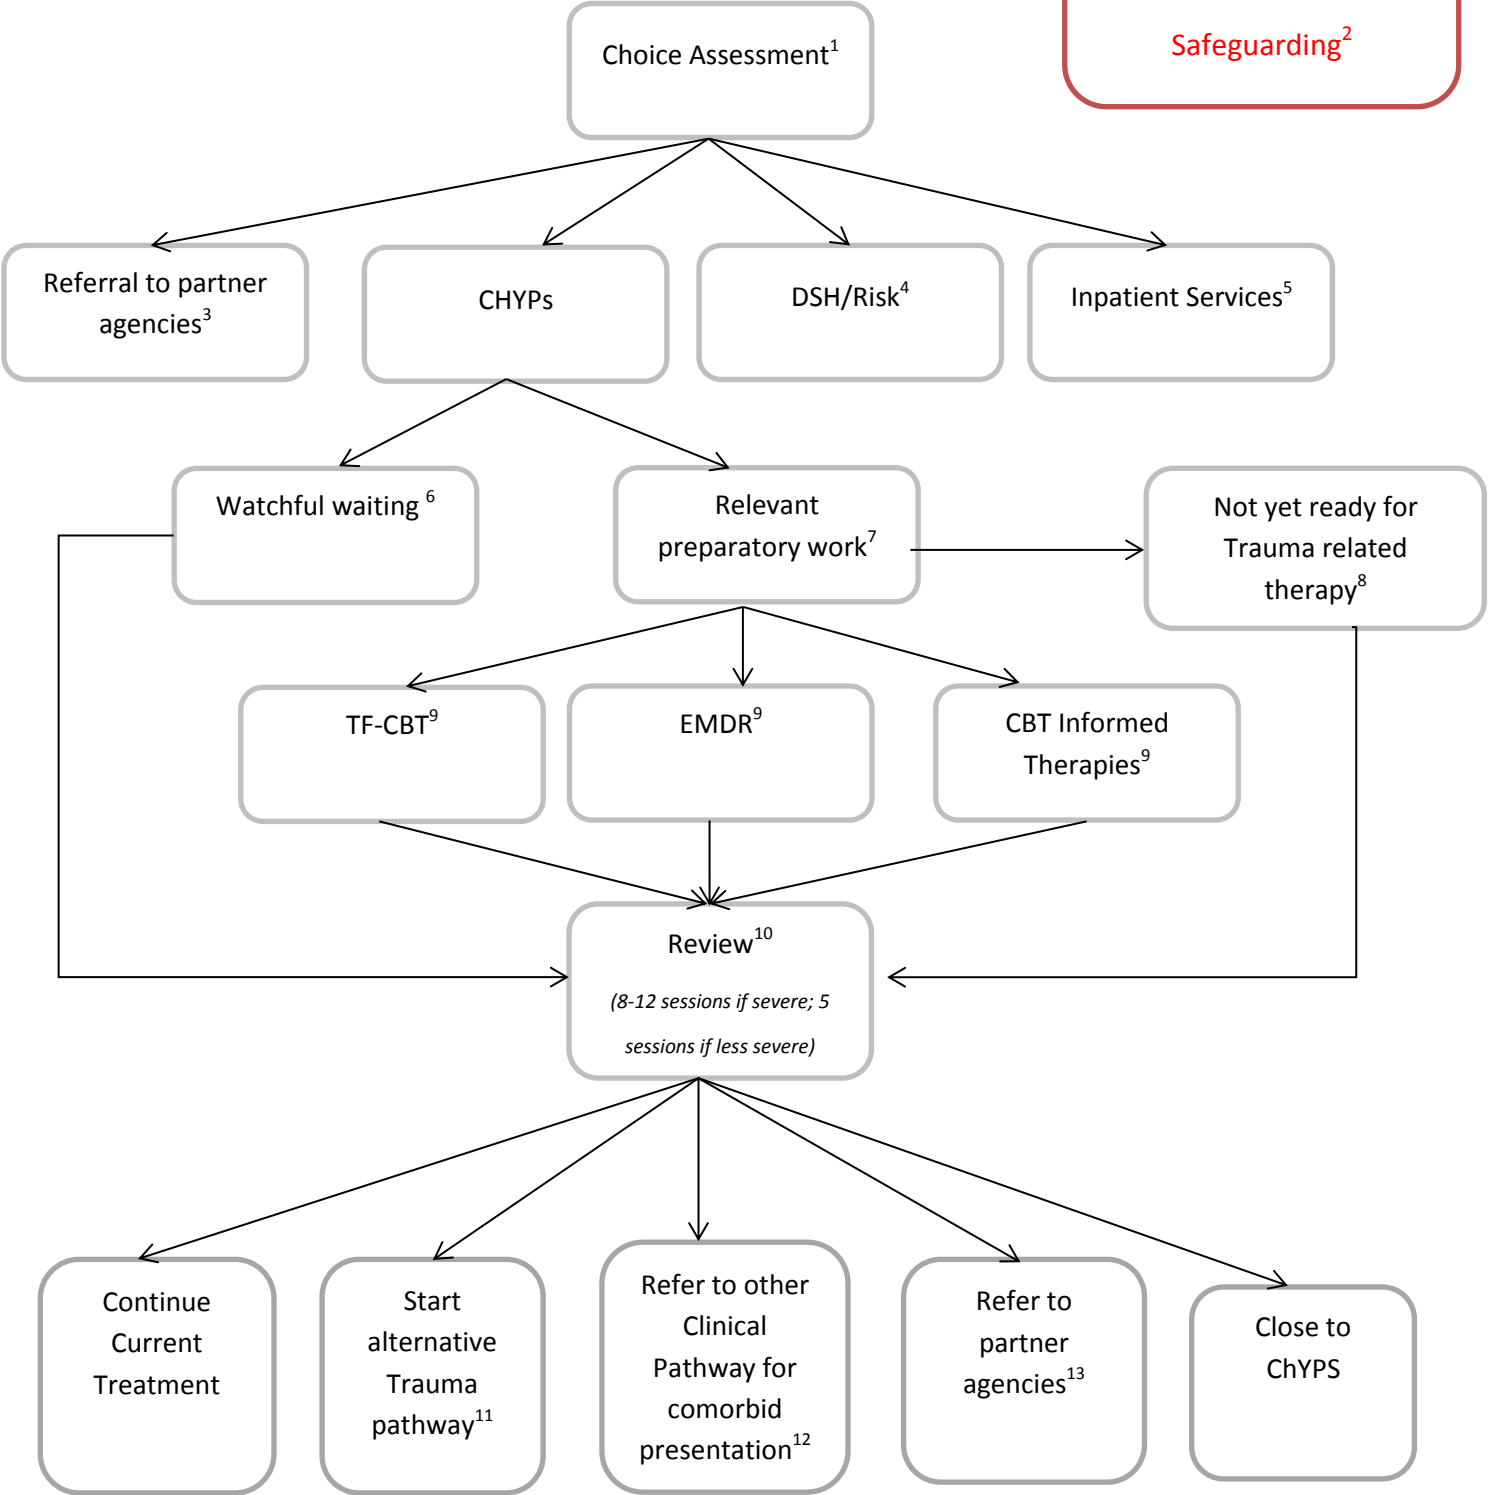 Choice Assessment1
Safeguarding2
Referral to partner
agencies3
CHYPs
DSH/Risk4
Inpatient Services5
Watchful waiting 6
Relevant
preparatory work7
Not yet ready for
Trauma related
therapy8
TF-CBT9
EMDR9
CBT Informed
Therapies9
Review10
(8-12 sessions if severe; 5
sessions if less severe)
Continue
Current
Treatment
Start
alternative
Trauma
pathway11
Refer to other
Clinical
Pathway for
comorbid
presentation12
Refer to
partner
agencies13
Close to
ChYPS